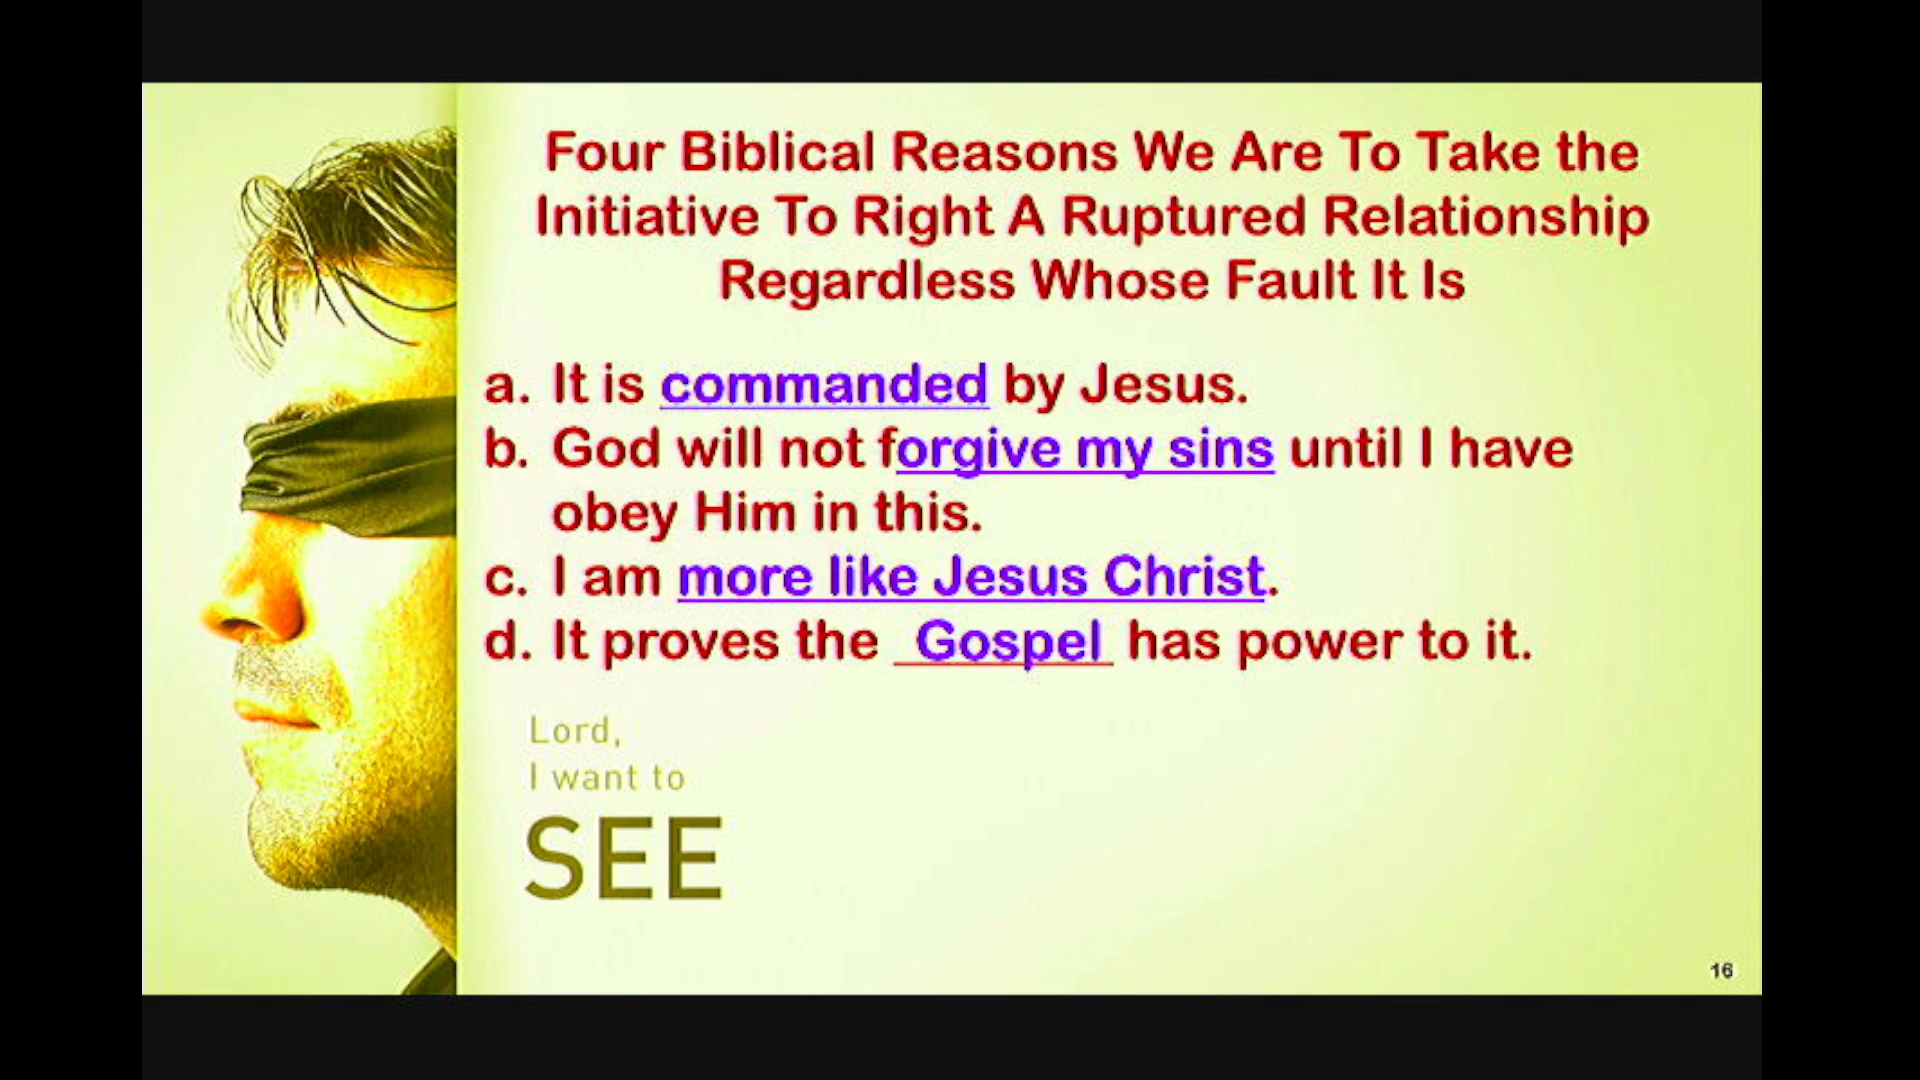 Four Biblical Reasons We Are To Take the
Initiative To Right A Ruptured Relationship
Regardless Whose Fault It Is
a. It is commanded by Jesus.
b. God will not forgive my sins until I have
obey Him in this.
c. I am more like Jesus Christ.
d. It proves the Gospel has power to it.
Lord,
I want to
SEE
16